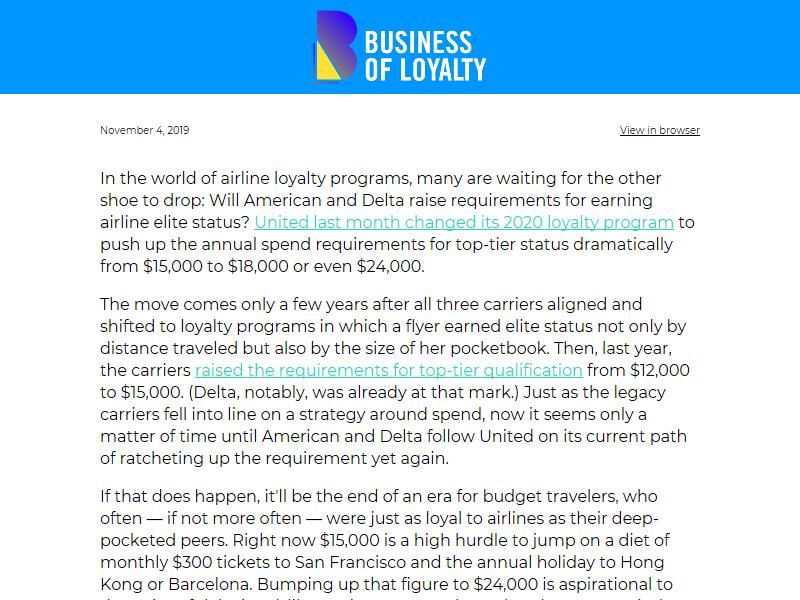 BUSINESS
OF LOYALTY
November 4, 2019
View in browser
In the world of airline loyalty programs, many are waiting for the other
shoe to drop: Will American and Delta raise requirements for earning
airline elite status? United last month changed its 2020 loyalty program to
push up the annual spend requirements for top-tier status dramatically
from $15,000 to $18,000 or even $24,000.
The move comes only a few years after all three carriers aligned and
shifted to loyalty programs in which a flyer earned elite status not only by
distance traveled but also by the size of her pocketbook. Then, last year,
the carriers raised the requirements for top-tier qualification from $12,000
to $15,000. (Delta, notably, was already at that mark.) Just as the legacy
carriers fell into line on a strategy around spend, now it seems only a
matter of time until American and Delta follow United on its current path
of ratcheting up the requirement yet again.
If that does happen, it'll be the end of an era for budget travelers, who
often — if not more often — were just as loyal to airlines as their deep-
pocketed peers. Right now $15,000 is a high hurdle to jump on a diet of
monthly $300 tickets to San Francisco and the annual holiday to Hong
Kong or Barcelona. Bumping up that figure to $24,000 is aspirational to